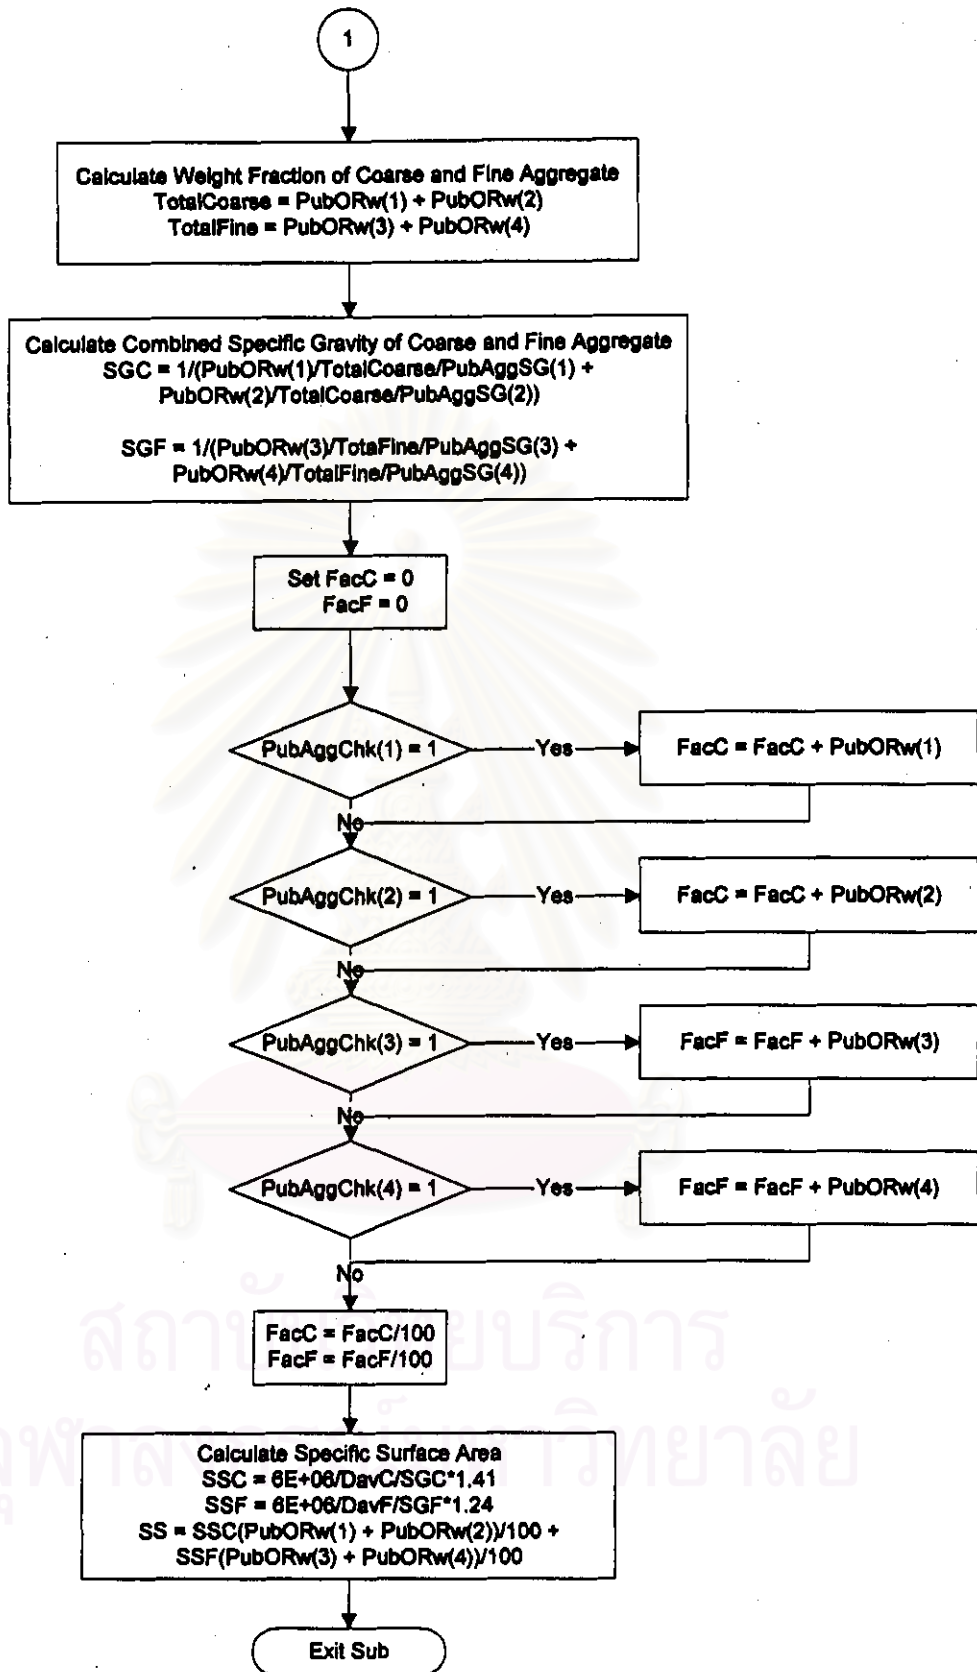 1
Calculate Weight Fraction of Coarse and Fine Aggregate
TotalCoarse = PubORw(1) + PubORw(2)
TotalFine = PubORw(3) + PubORw(4)
Calculate Combined Specific Gravity of Coarse and Fine Aggregate
SGC = 1/(PubORw(1)/TotalCoarse/PubAggSG(1) +
PubORw(2)/TotalCoarse/PubAggSG(2))
SGF = 1/(PubORw(3)/TotaFine/PubAggSG(3) +
PubORw(4)/TotalFine/PubAggSG(4))
Set FacC = 0
FacF = 0
PubAggChk(1) = 1
Yes
FacC = FacC + PubORw(1)
No
PubAggChk(2) = 1
Yes
FacC = FacC + PubORw(2)
No
PubAggChk(3) = 1
Yes
FacF = FacF + PubORw(3)
No
PubAggChk(4) = 1
Yes
FacF = FacF + PubORw(4)
No
FacC = FacC/100
FacF = FacF/100
Calculate Specific Surface Area
SSC = 6E+06/DavC/SGC*1.41
SSF = 6E+06/DavF/SGF*1.24
SS = SSC(PubORw(1) + PubORw(2))/100 +
SSF(PubORw(3) + PubORw(4))/100
Exit Sub